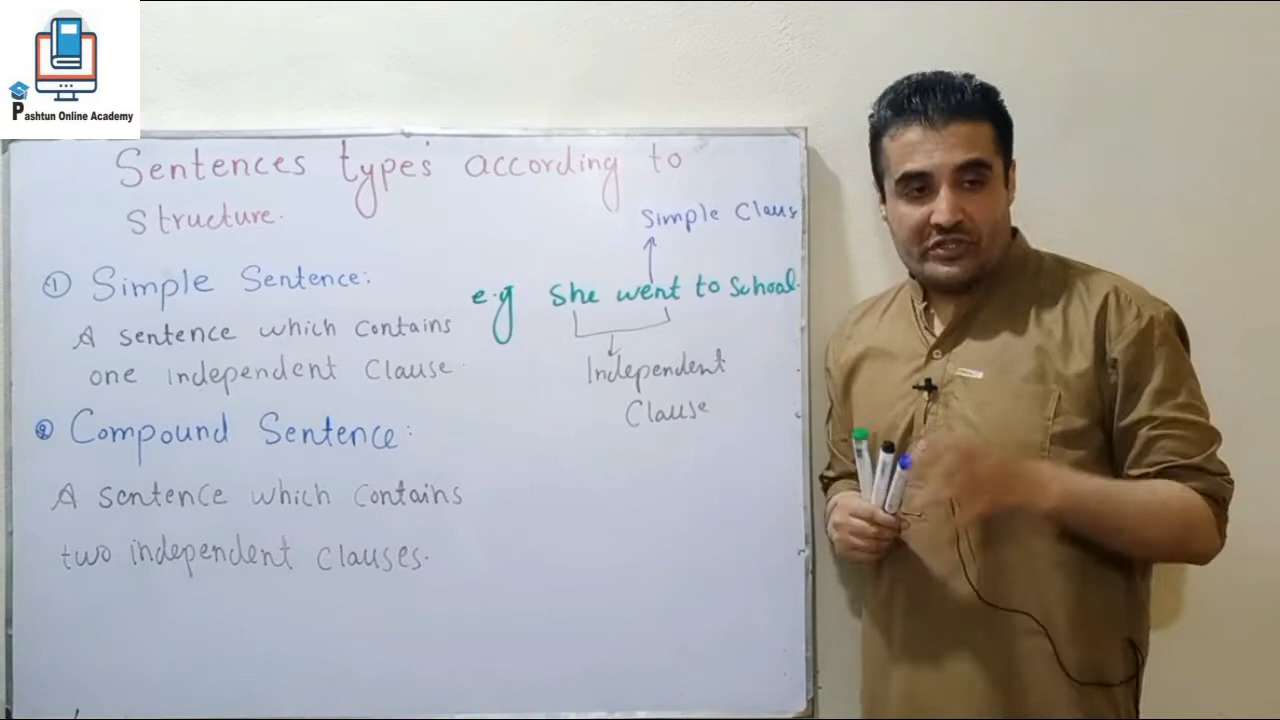 Pashtun Online Academy
Sentences types according to
Structure.
Simple Claus
① Simple Sentence:
e.g She went to School.
A sentence which Contains
one independent Clause.
Independent
Clause
② Compound Sentence:
A sentence which Contains
two independent Clauses.